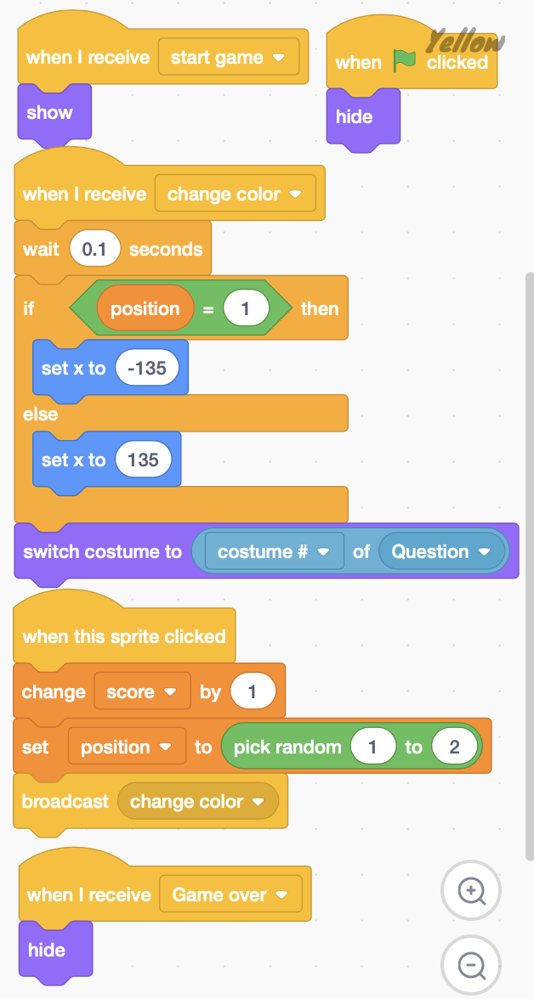 when I receive start game
show
Yellow
when clicked
hide
when I receive change color
wait 0.1 seconds
if position = 1 then
set x to -135
else
set x to 135
switch costume to costume # of Question
when this sprite clicked
change score by 1
set position to pick random 1 to 2
broadcast change color
when I receive Game over
hide